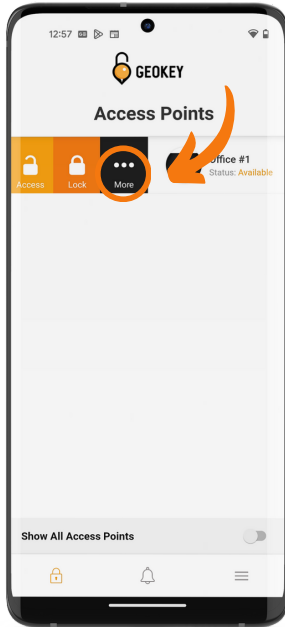 12:57
GEOKEY
Access Points
Access
Lock
More
Office #1
Status: Available
Show All Access Points